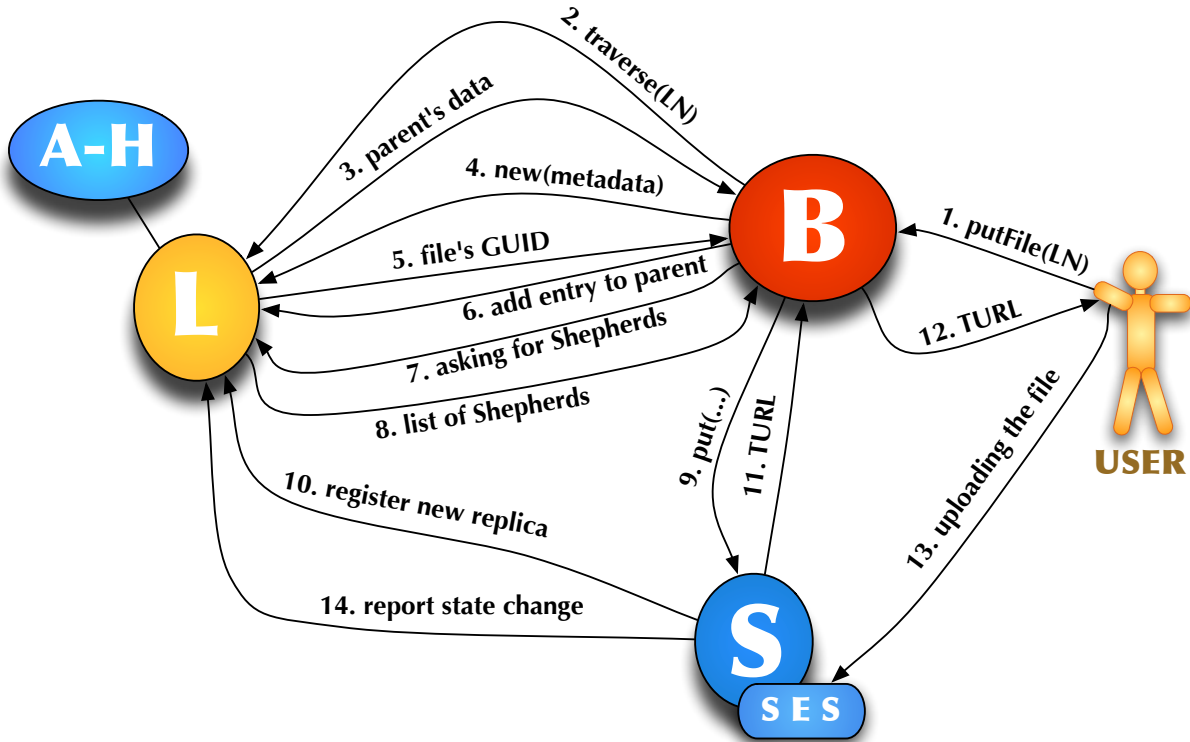 2. traverse(LN)
3. parent's data
A-H
4. new(metadata)
B
1. putFile(LN)
5. file's GUID
L
6. add entry to parent
7. asking for Shepherds
12. TURL
8. list of Shepherds
9. put(...)
11. TURL
13. uploading the file
USER
10. register new replica
14. report state change
S
S E S